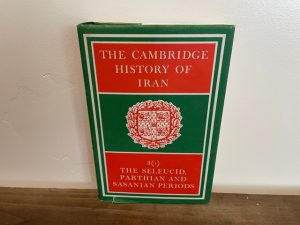 THE CAMBRIDGE
HISTORY OF
IRAN
3(1)
THE SELEUCID,
PARTHIAN AND
SASANIAN PERIODS